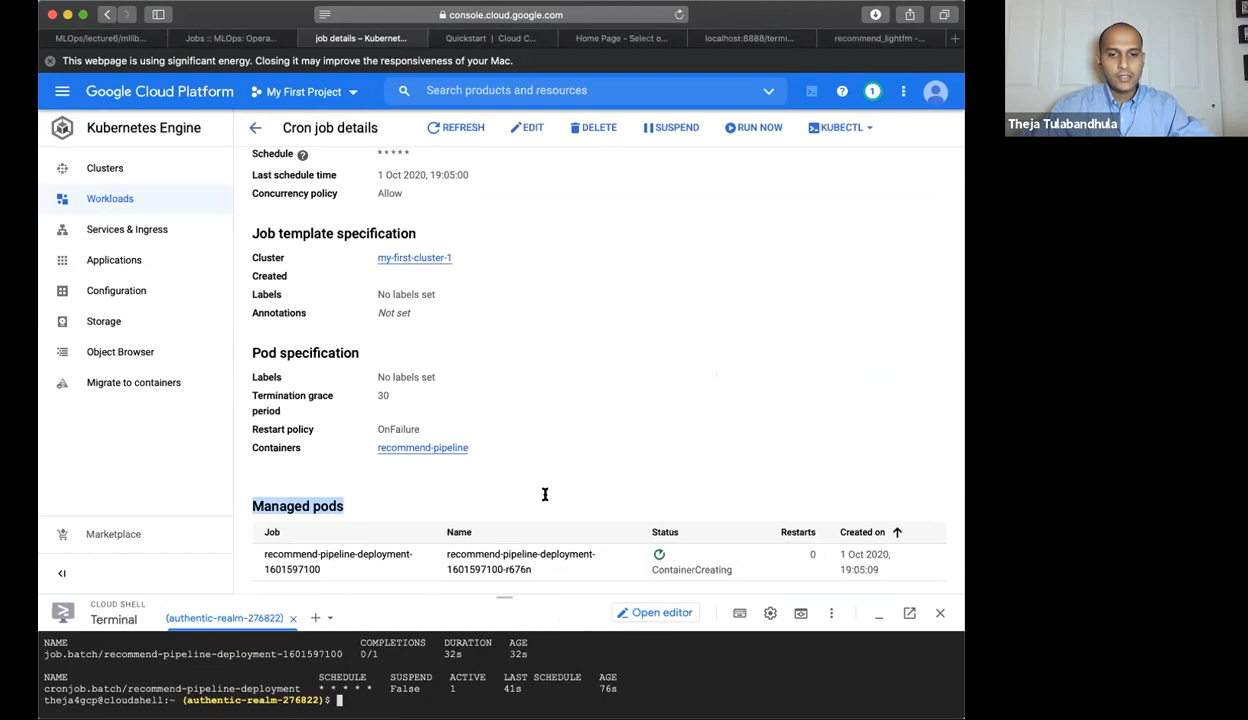 console.cloud.google.com
MLOps/lecture6/mllib... Jobs :: MLOps: Opera... job details – Kubernet... Quickstart | Cloud C... Home Page - Select o... localhost:8888/termi... recommend_lightfm -...
This webpage is using significant energy. Closing it may improve the responsiveness of your Mac.
Google Cloud Platform My First Project Search products and resources 1
Theja Tulabandhula
Kubernetes Engine Cron job details REFRESH EDIT DELETE SUSPEND RUN NOW KUBECTL
Clusters
Workloads
Services & Ingress
Applications
Configuration
Storage
Object Browser
Migrate to containers
Marketplace
Schedule * * * * *
Last schedule time 1 Oct 2020, 19:05:00
Concurrency policy Allow
Job template specification
Cluster my-first-cluster-1
Created
Labels No labels set
Annotations Not set
Pod specification
Labels No labels set
Termination grace 30
period
Restart policy OnFailure
Containers recommend-pipeline
Managed pods
Job Name Status Restarts Created on
recommend-pipeline-deployment- recommend-pipeline-deployment- 0 1 Oct 2020,
1601597100 1601597100-r676n ContainerCreating 19:05:09
CLOUD SHELL
Terminal (authentic-realm-276822) Open editor
NAME COMPLETIONS DURATION AGE
job.batch/recommend-pipeline-deployment-1601597100 0/1 32s 32s
NAME SCHEDULE SUSPEND ACTIVE LAST SCHEDULE AGE
cronjob.batch/recommend-pipeline-deployment * * * * * False 1 41s 76s
theja4gcp@cloudshell:~ (authentic-realm-276822)$